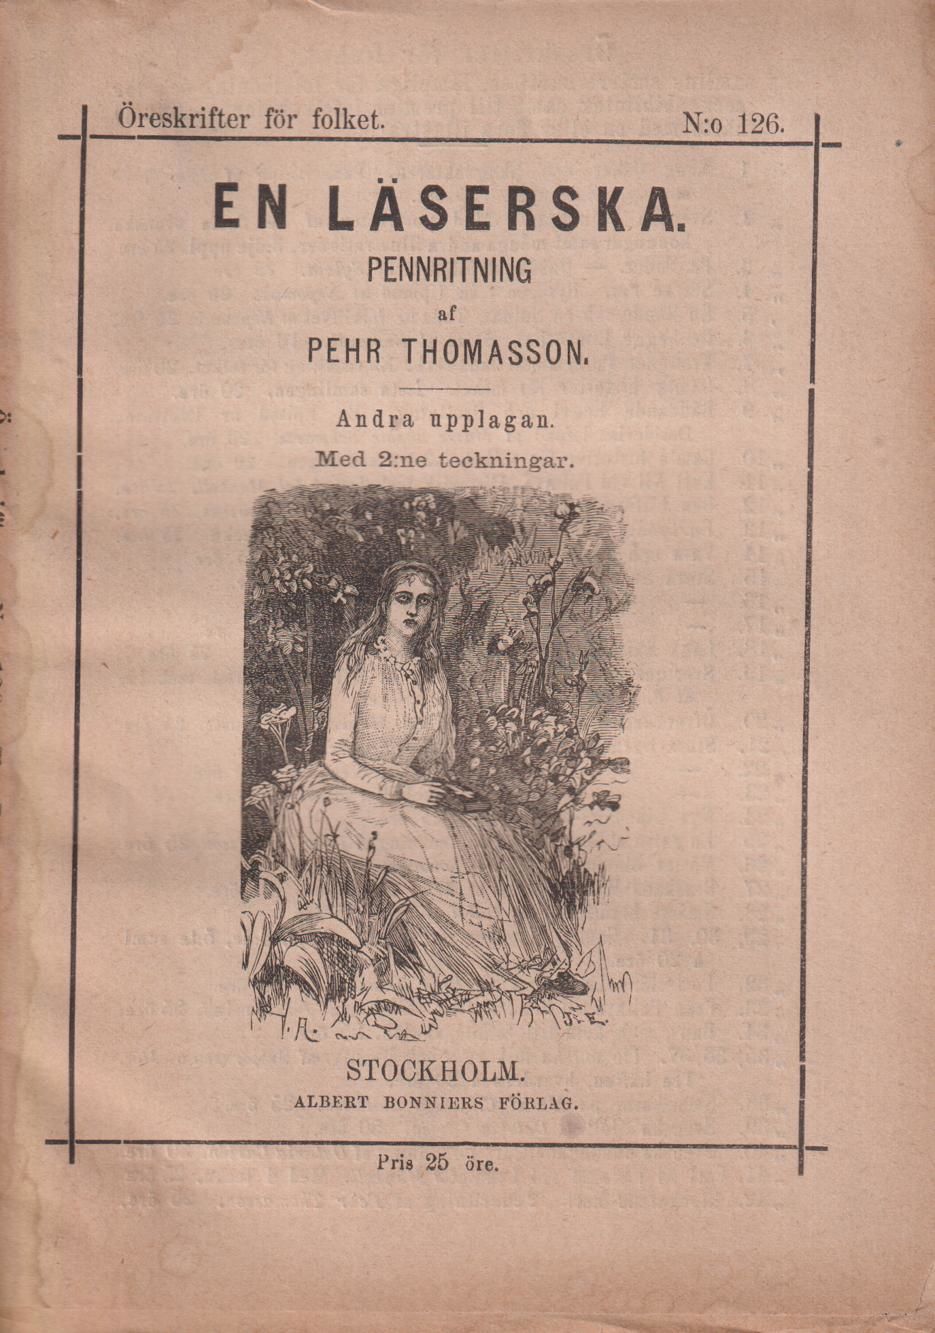 Öreskrifter för folket. N:o 126.
EN LÄSERSKA.
PENNRITNING
af
PEHR THOMASSON.
Andra upplagan.
Med 2:ne teckningar.
STOCKHOLM.
ALBERT BONNIERS FÖRLAG.
Pris 25 öre.